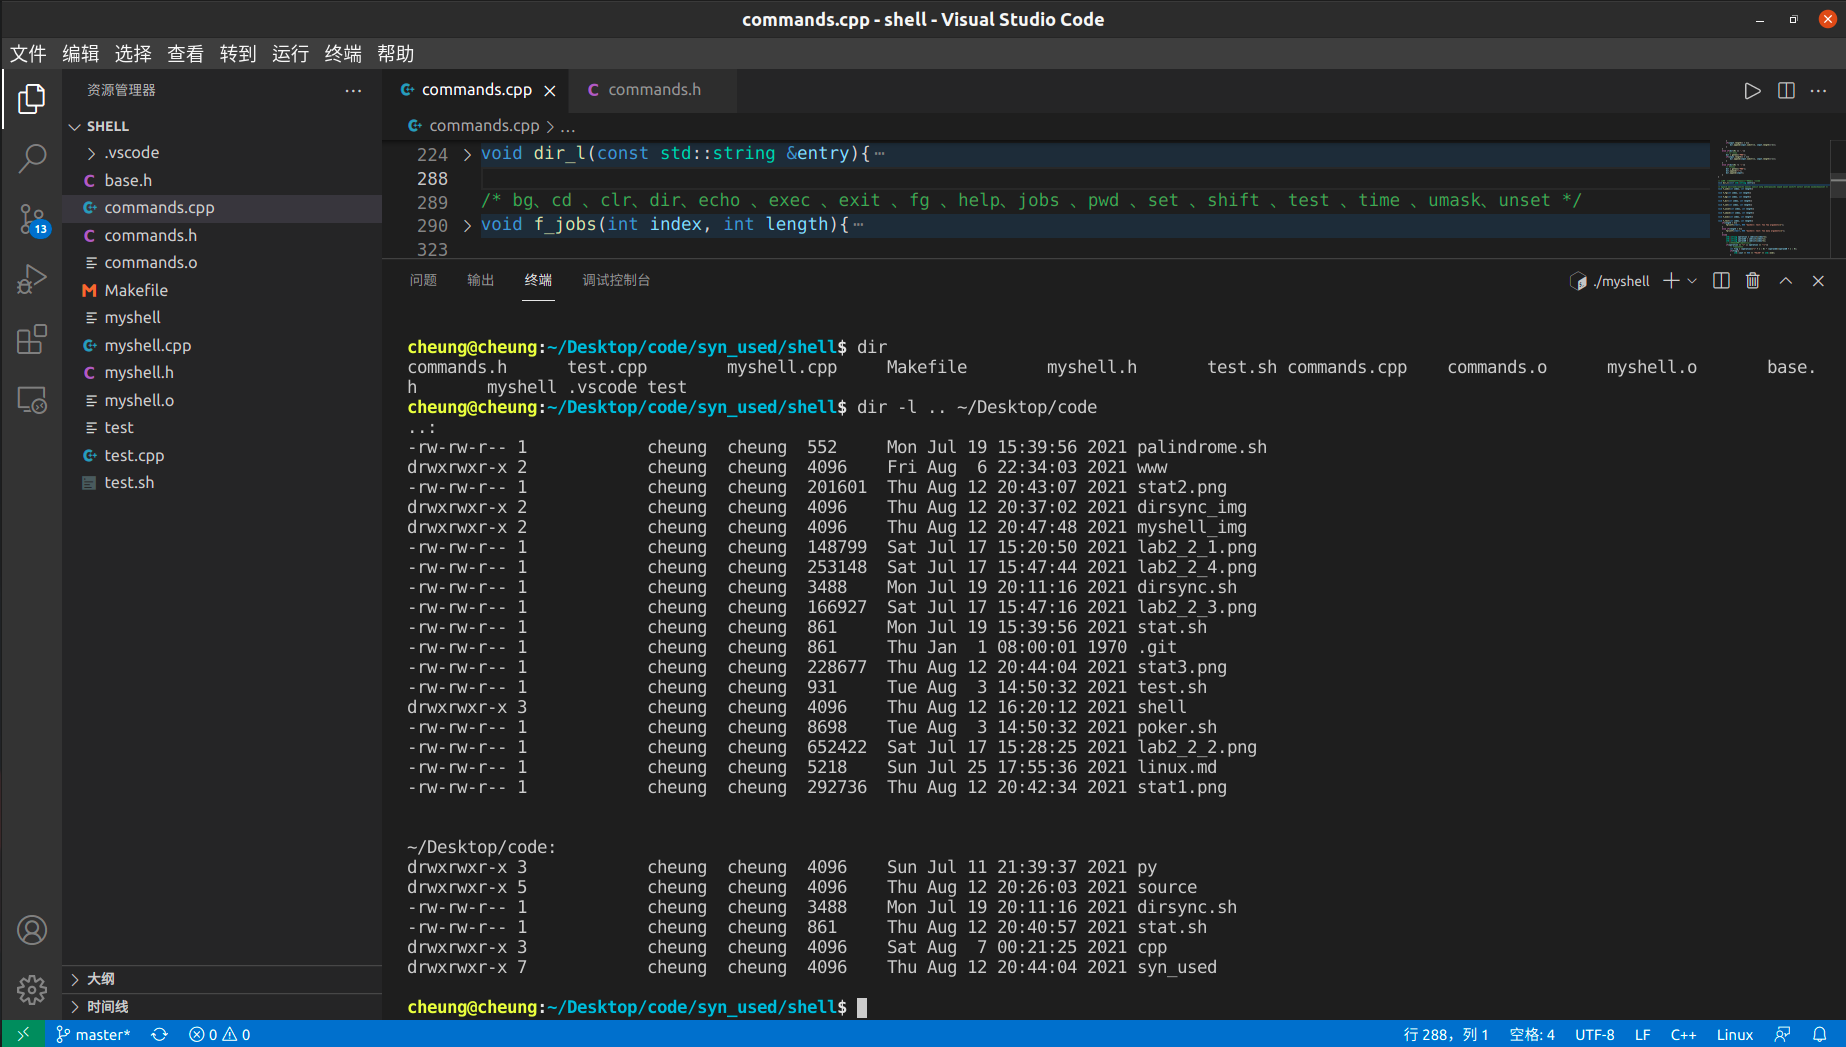 commands.cpp - shell - Visual Studio Code
文件 编辑 选择 查看 转到 运行 终端 帮助
资源管理器
SHELL
.vscode
base.h
commands.cpp
commands.h
commands.o
Makefile
myshell
myshell.cpp
myshell.h
myshell.o
test
test.cpp
test.sh
大纲
时间线
13
commands.cpp
commands.h
commands.cpp > ...
224 void dir_l(const std::string &entry){
288
289 /* bg、cd 、clr、dir、echo 、exec 、exit 、fg 、help、jobs 、pwd 、set 、shift 、test 、time 、umask、unset */
290 void f_jobs(int index, int length){
323
问题 输出 终端 调试控制台
./myshell
cheung@cheung:~/Desktop/code/syn_used/shell$ dir
commands.h test.cpp myshell.cpp Makefile myshell.h test.sh commands.cpp commands.o myshell.o base.
h myshell .vscode test
cheung@cheung:~/Desktop/code/syn_used/shell$ dir -l .. ~/Desktop/code
..:
-rw-rw-r-- 1 cheung cheung 552 Mon Jul 19 15:39:56 2021 palindrome.sh
drwxrwxr-x 2 cheung cheung 4096 Fri Aug 6 22:34:03 2021 www
-rw-rw-r-- 1 cheung cheung 201601 Thu Aug 12 20:43:07 2021 stat2.png
drwxrwxr-x 2 cheung cheung 4096 Thu Aug 12 20:37:02 2021 dirsync_img
drwxrwxr-x 2 cheung cheung 4096 Thu Aug 12 20:47:48 2021 myshell_img
-rw-rw-r-- 1 cheung cheung 148799 Sat Jul 17 15:20:50 2021 lab2_2_1.png
-rw-rw-r-- 1 cheung cheung 253148 Sat Jul 17 15:47:44 2021 lab2_2_4.png
-rw-rw-r-- 1 cheung cheung 3488 Mon Jul 19 20:11:16 2021 dirsync.sh
-rw-rw-r-- 1 cheung cheung 166927 Sat Jul 17 15:47:16 2021 lab2_2_3.png
-rw-rw-r-- 1 cheung cheung 861 Mon Jul 19 15:39:56 2021 stat.sh
-rw-rw-r-- 1 cheung cheung 861 Thu Jan 1 08:00:01 1970 .git
-rw-rw-r-- 1 cheung cheung 228677 Thu Aug 12 20:44:04 2021 stat3.png
-rw-rw-r-- 1 cheung cheung 931 Tue Aug 3 14:50:32 2021 test.sh
drwxrwxr-x 3 cheung cheung 4096 Thu Aug 12 16:20:12 2021 shell
-rw-rw-r-- 1 cheung cheung 8698 Tue Aug 3 14:50:32 2021 poker.sh
-rw-rw-r-- 1 cheung cheung 652422 Sat Jul 17 15:28:25 2021 lab2_2_2.png
-rw-rw-r-- 1 cheung cheung 5218 Sun Jul 25 17:55:36 2021 linux.md
-rw-rw-r-- 1 cheung cheung 292736 Thu Aug 12 20:42:34 2021 stat1.png
~/Desktop/code:
drwxrwxr-x 3 cheung cheung 4096 Sun Jul 11 21:39:37 2021 py
drwxrwxr-x 5 cheung cheung 4096 Thu Aug 12 20:26:03 2021 source
-rw-rw-r-- 1 cheung cheung 3488 Mon Jul 19 20:11:16 2021 dirsync.sh
-rw-rw-r-- 1 cheung cheung 861 Thu Aug 12 20:40:57 2021 stat.sh
drwxrwxr-x 3 cheung cheung 4096 Sat Aug 7 00:21:25 2021 cpp
drwxrwxr-x 7 cheung cheung 4096 Thu Aug 12 20:44:04 2021 syn_used
cheung@cheung:~/Desktop/code/syn_used/shell$
master* 0 0 行 288，列 1 空格: 4 UTF-8 LF C++ Linux